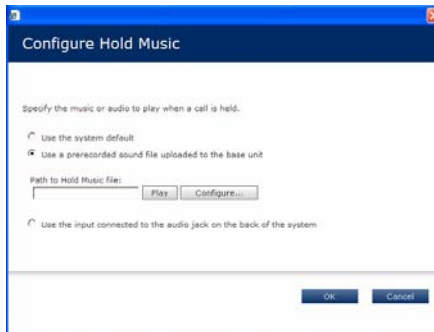 Configure Hold Music
Specify the music or audio to play when a call is held.
Use the system default
Use a prerecorded sound file uploaded to the base unit
Path to Hold Music file:
Play Configure...
Use the input connected to the audio jack on the back of the system
OK Cancel